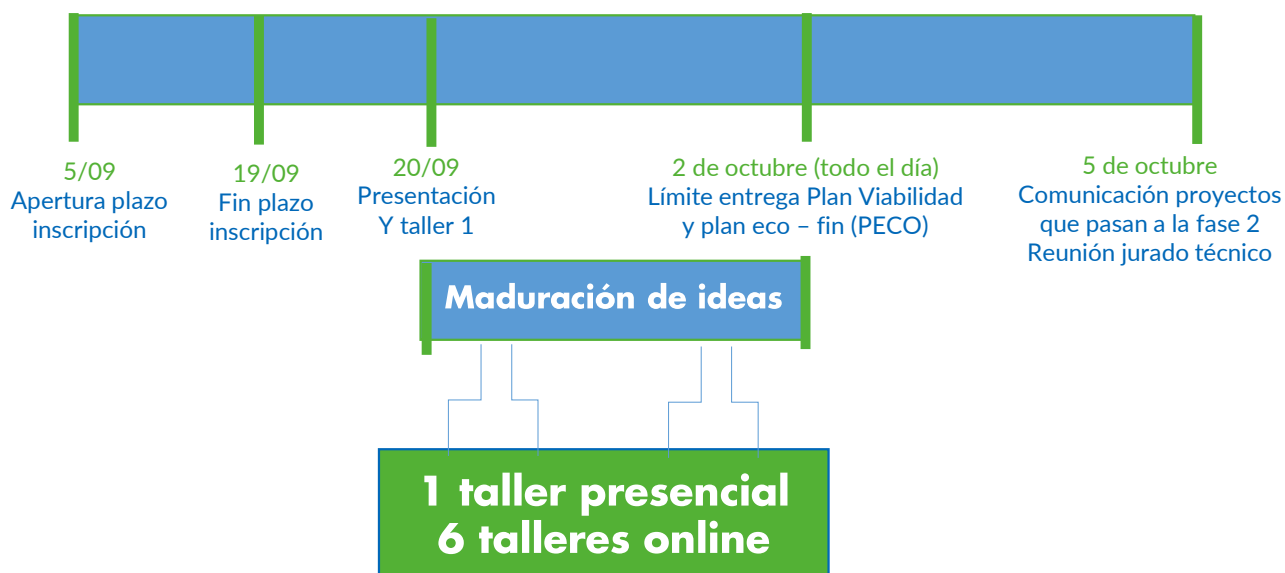 5/09
Apertura plazo
inscripción
19/09
Fin plazo
inscripción
20/09
Presentación
Y taller 1
2 de octubre (todo el día)
Límite entrega Plan Viabilidad
y plan eco – fin (PECO)
5 de octubre
Comunicación proyectos
que pasan a la fase 2
Reunión jurado técnico
Maduración de ideas
1 taller presencial
6 talleres online